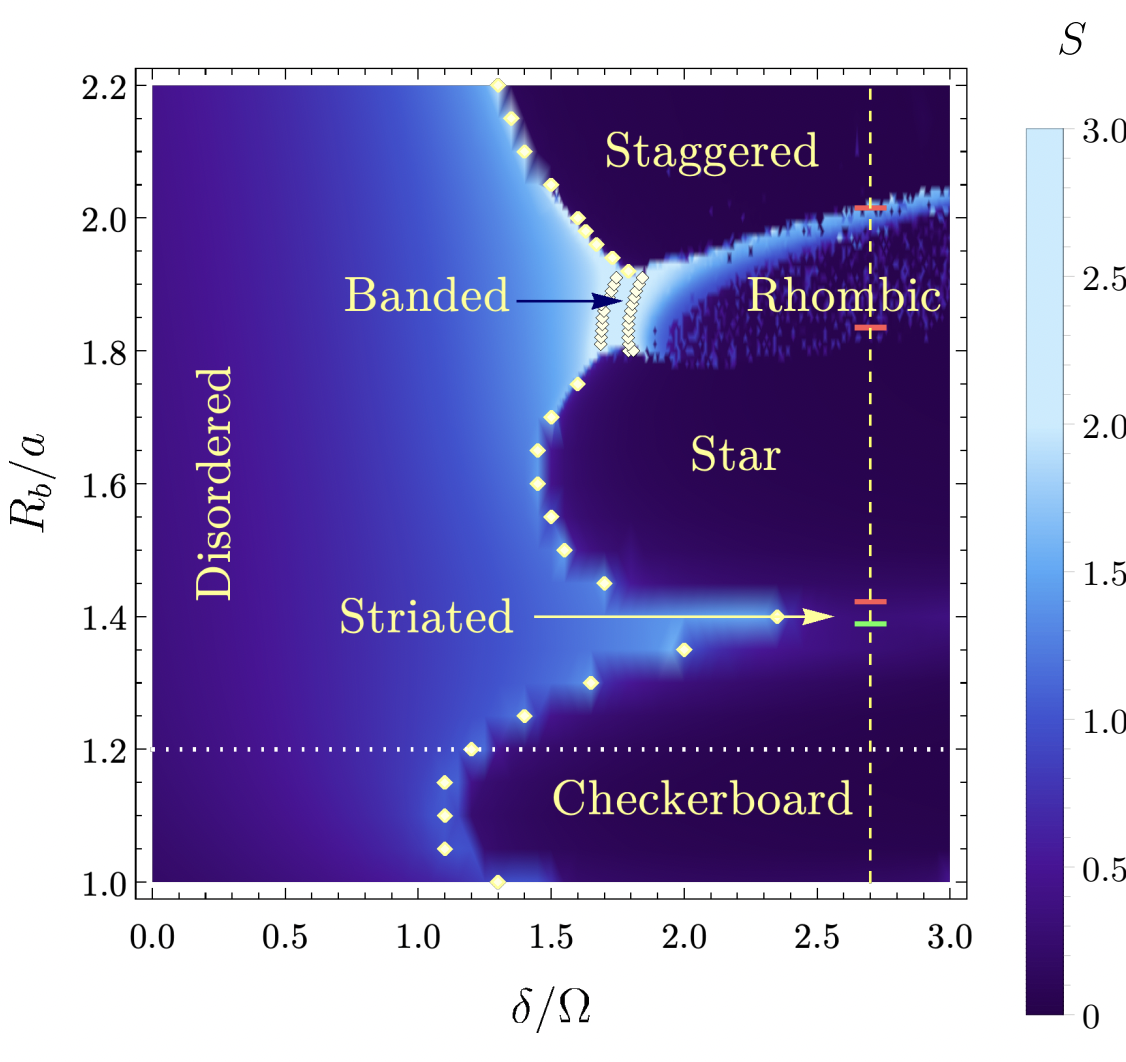 S
3.0
2.5
2.0
1.5
1.0
0.5
0
R_b/a
2.2
2.0
1.8
1.6
1.4
1.2
1.0
Staggered
Banded
Rhombic
Disordered
Star
Striated
Checkerboard
0.0 0.5 1.0 1.5 2.0 2.5 3.0
δ/Ω